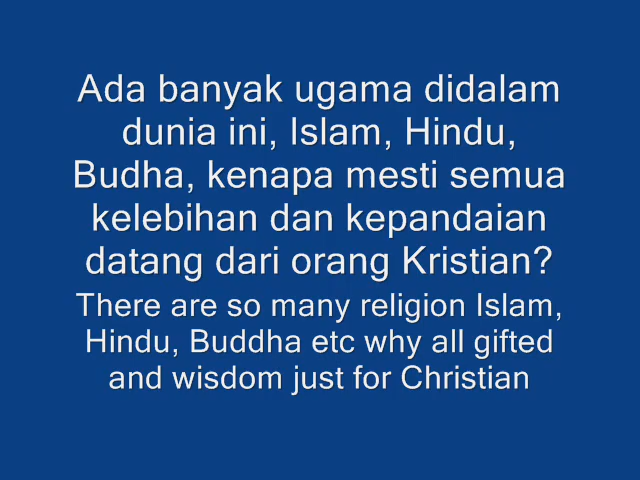 Ada banyak ugama didalam
dunia ini, Islam, Hindu,
Budha, kenapa mesti semua
kelebihan dan kepandaian
datang dari orang Kristian?
There are so many religion Islam,
Hindu, Buddha etc why all gifted
and wisdom just for Christian